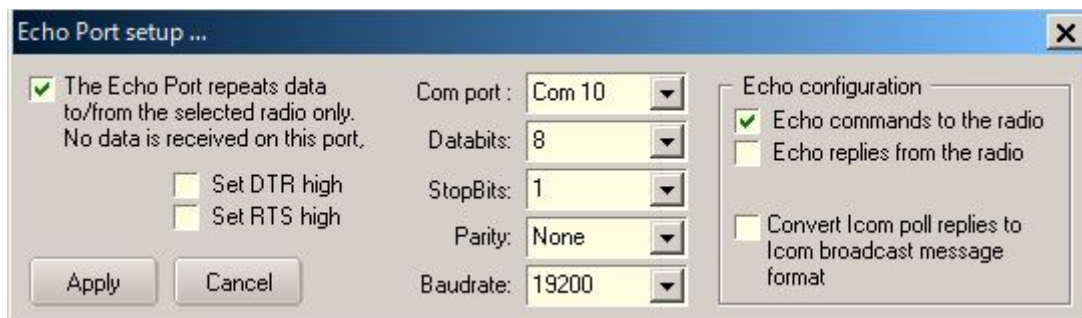 Echo Port setup ...
The Echo Port repeats data
to/from the selected radio only.
No data is received on this port,
Set DTR high
Set RTS high
Apply
Cancel
Com port :
Com 10
Databits:
8
StopBits:
1
Parity:
None
Baudrate:
19200
Echo configuration
Echo commands to the radio
Echo replies from the radio
Convert Icom poll replies to
Icom broadcast message
format